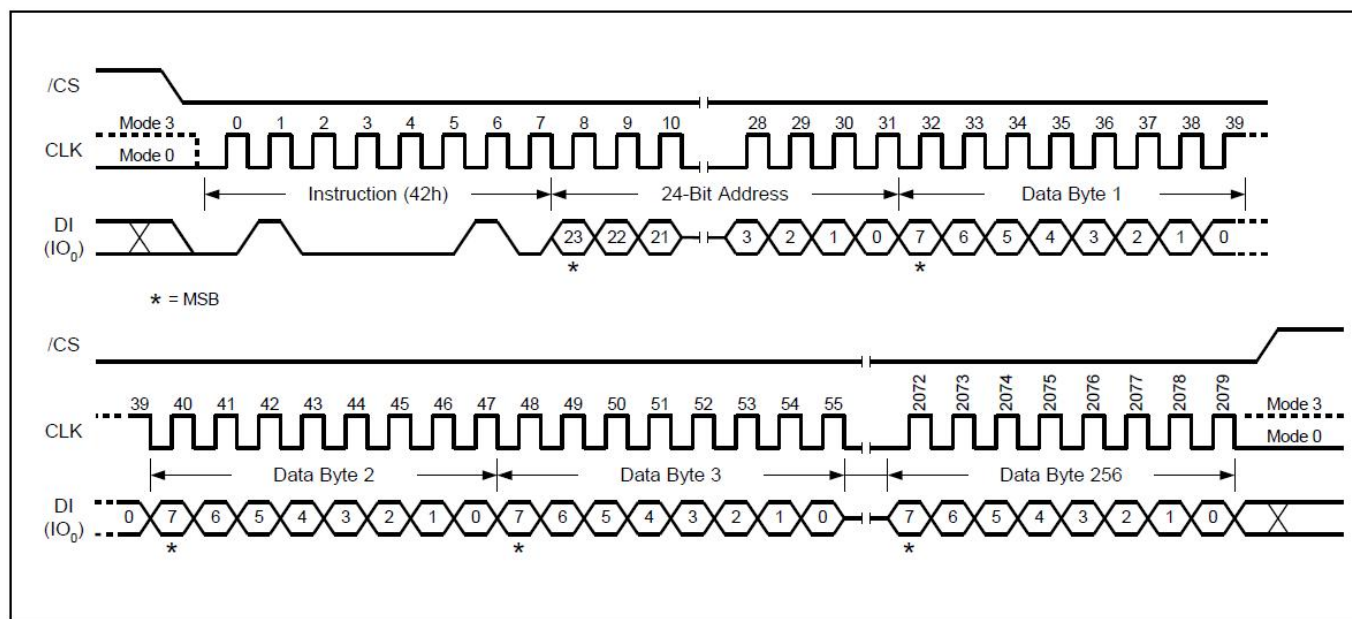 /CS
Mode 3 0 1 2 3 4 5 6 7 8 9 10 28 29 30 31 32 33 34 35 36 37 38 39
CLK Mode 0
Instruction (42h) 24-Bit Address Data Byte 1
DI
(IO0) 23 22 21 3 2 1 0 7 6 5 4 3 2 1 0
* *
* = MSB
/CS
39 40 41 42 43 44 45 46 47 48 49 50 51 52 53 54 55 2072 2073 2074 2075 2076 2077 2078 2079 Mode 3
CLK Mode 0
Data Byte 2 Data Byte 3 Data Byte 256
DI
(IO0) 0 7 6 5 4 3 2 1 0 7 6 5 4 3 2 1 0 7 6 5 4 3 2 1 0
* * *